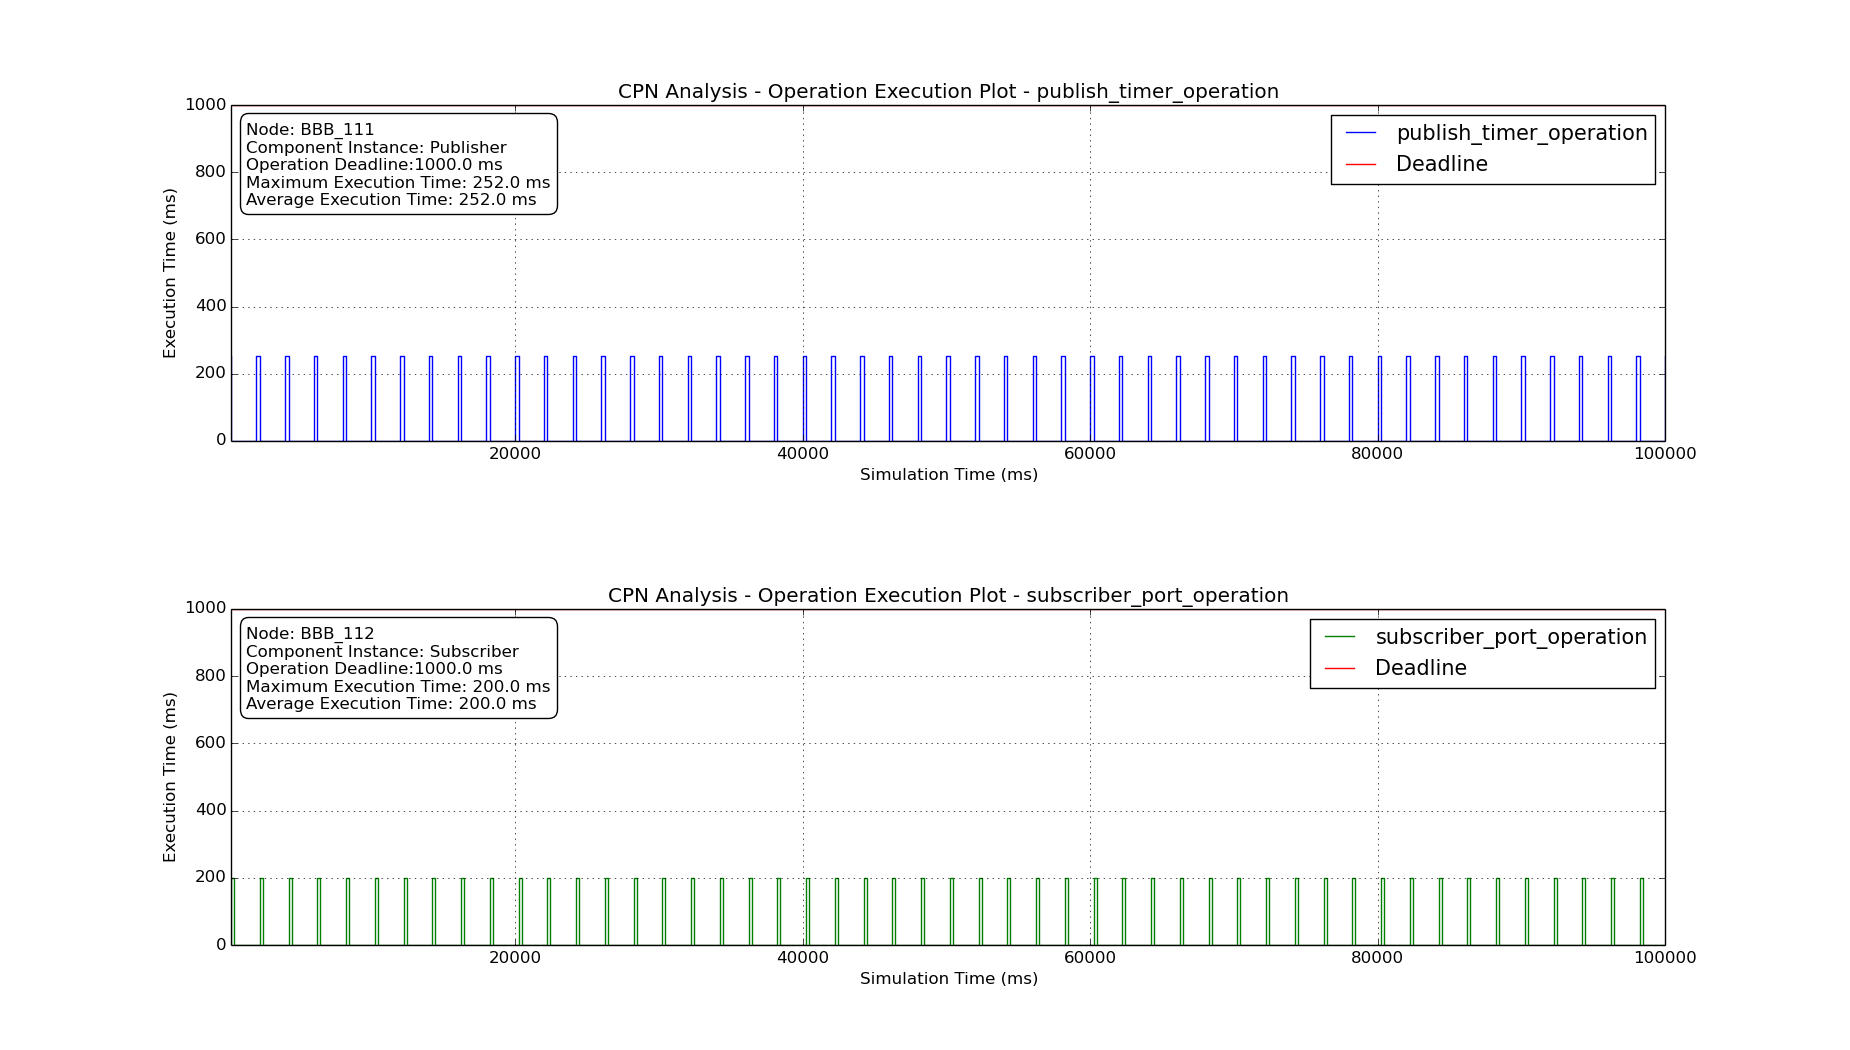 CPN Analysis - Operation Execution Plot - publish_timer_operation
1000
800
600
400
200
0
Execution Time (ms)
Node: BBB_111
Component Instance: Publisher
Operation Deadline:1000.0 ms
Maximum Execution Time: 252.0 ms
Average Execution Time: 252.0 ms
publish_timer_operation
Deadline
20000 40000 60000 80000 100000
Simulation Time (ms)
CPN Analysis - Operation Execution Plot - subscriber_port_operation
1000
800
600
400
200
0
Execution Time (ms)
Node: BBB_112
Component Instance: Subscriber
Operation Deadline:1000.0 ms
Maximum Execution Time: 200.0 ms
Average Execution Time: 200.0 ms
subscriber_port_operation
Deadline
20000 40000 60000 80000 100000
Simulation Time (ms)